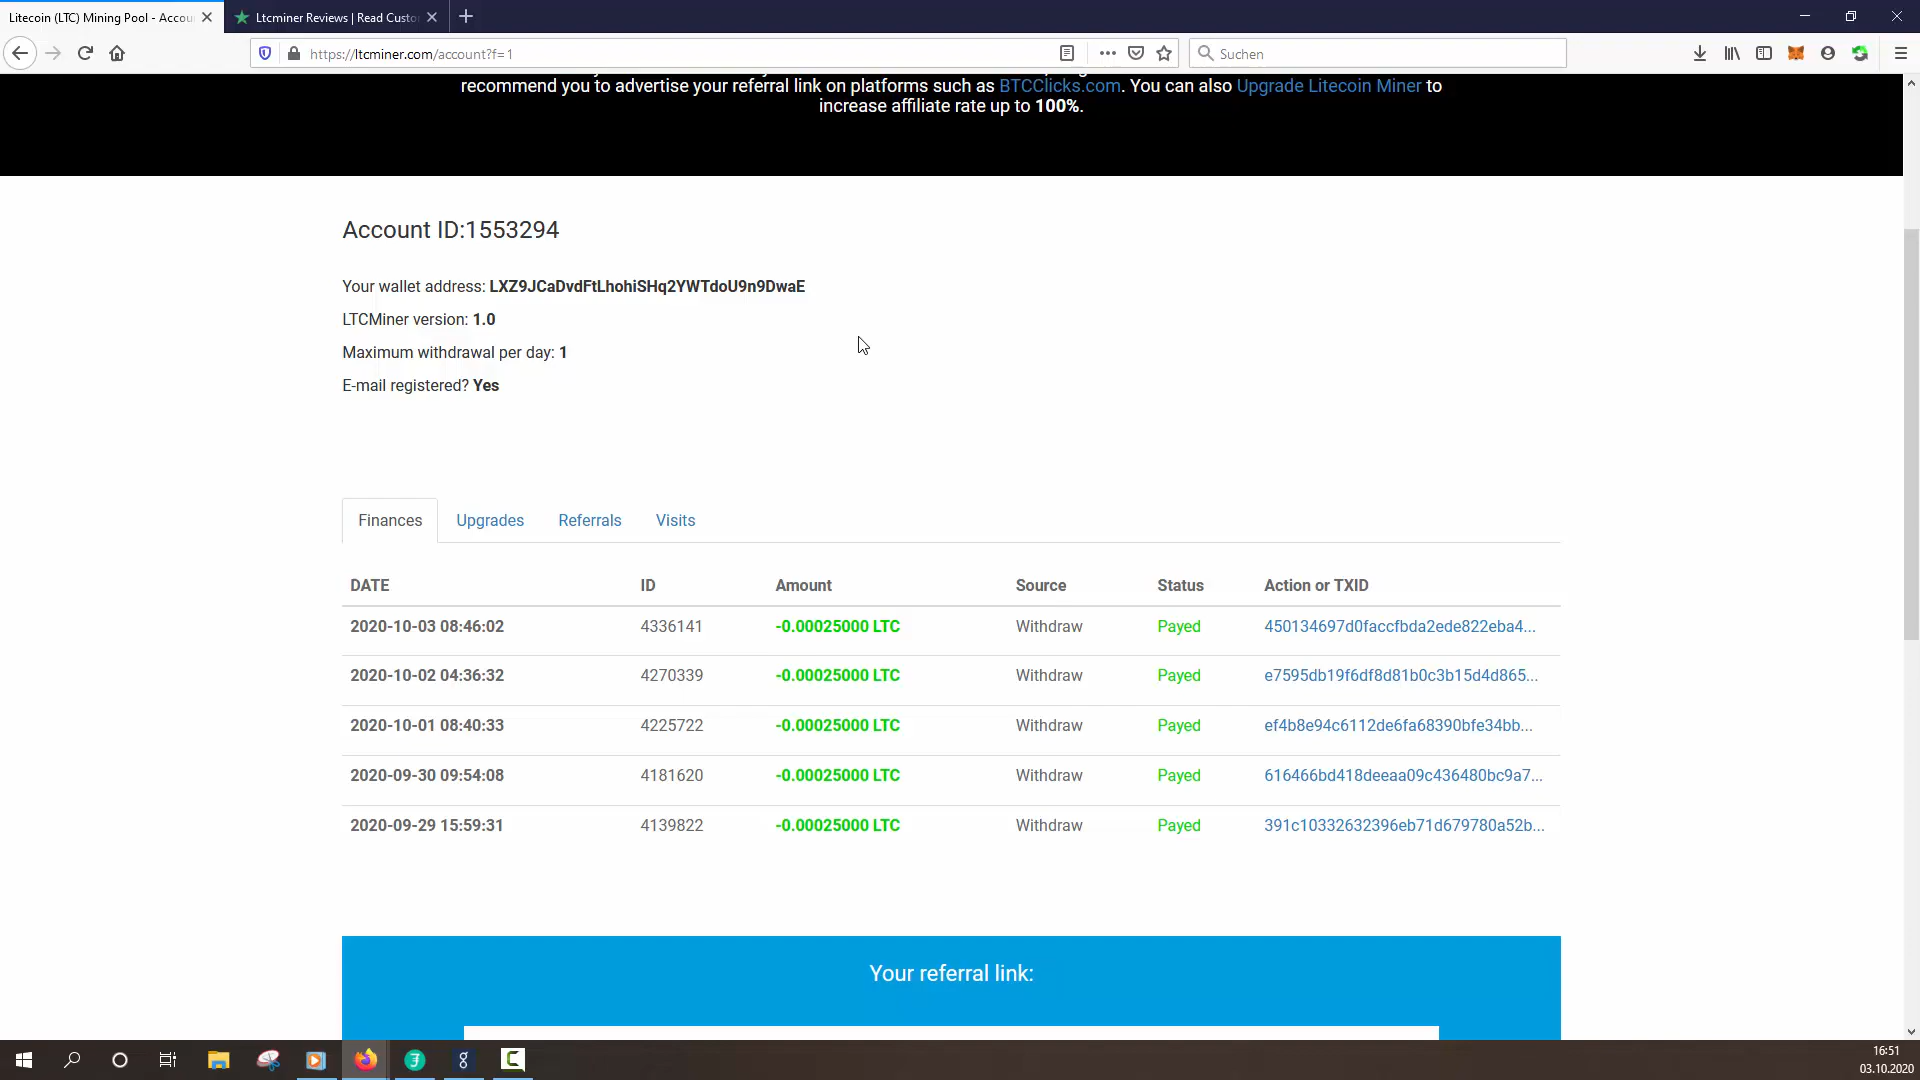 Litecoin (LTC) Mining Pool - Accou
Ltcminer Reviews | Read Custo
https://ltcminer.com/account?f=1
Suchen
recommend you to advertise your referral link on platforms such as BTCClicks.com. You can also Upgrade Litecoin Miner to
increase affiliate rate up to 100%.
Account ID:1553294
Your wallet address: LXZ9JCaDvdFtLhohiSHq2YWTdoU9n9DwaE
LTCMiner version: 1.0
Maximum withdrawal per day: 1
E-mail registered? Yes
Finances Upgrades Referrals Visits
DATE ID Amount Source Status Action or TXID
2020-10-03 08:46:02 4336141 -0.00025000 LTC Withdraw Payed 450134697d0faccfbda2ede822eba4...
2020-10-02 04:36:32 4270339 -0.00025000 LTC Withdraw Payed e7595db19f6df8d81b0c3b15d4d865...
2020-10-01 08:40:33 4225722 -0.00025000 LTC Withdraw Payed ef4b8e94c6112de6fa68390bfe34bb...
2020-09-30 09:54:08 4181620 -0.00025000 LTC Withdraw Payed 616466bd418deeaa09c436480bc9a7...
2020-09-29 15:59:31 4139822 -0.00025000 LTC Withdraw Payed 391c10332632396eb71d679780a52b...
Your referral link:
16:51
03.10.2020